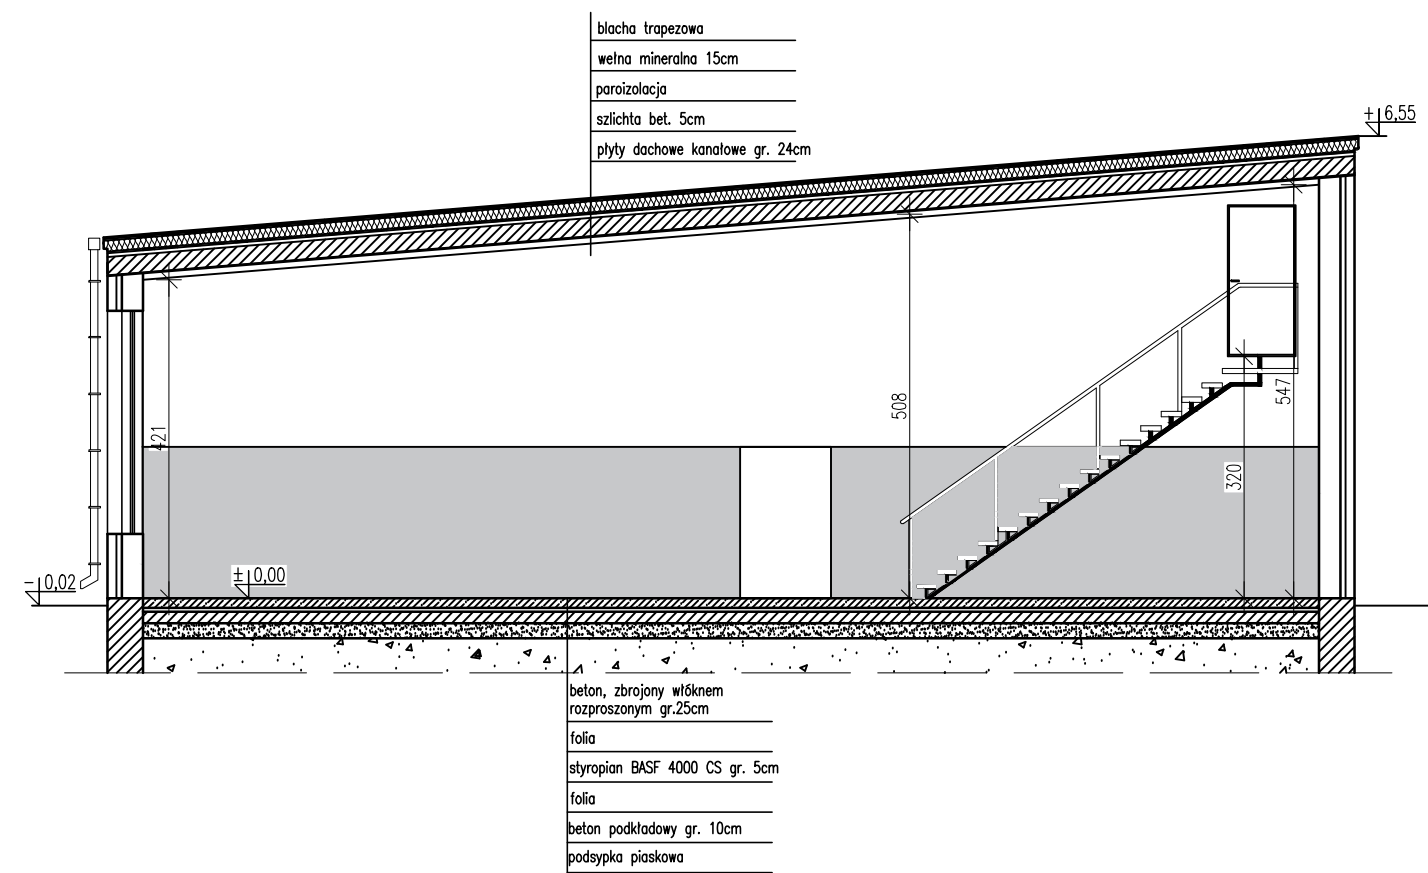 blacha trapezowa
wełna mineralna 15cm
paroizolacja
szlichta bet. 5cm
płyty dachowe kanałowe gr. 24cm
+ 6,55
421
508
547
320
- 0,02
± 0,00
beton, zbrojony włóknem
rozproszonym gr.25cm
folia
styropian BASF 4000 CS gr. 5cm
folia
beton podkładowy gr. 10cm
podsypka piaskowa